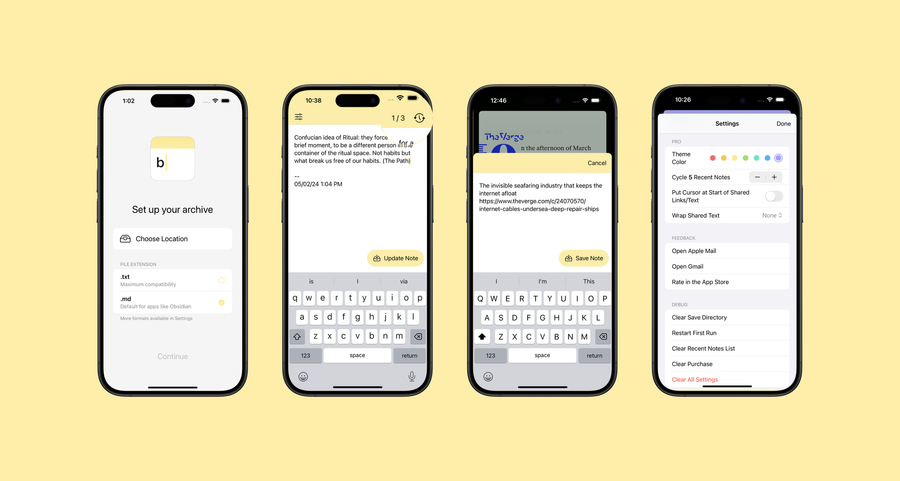 1:02
b
Set up your archive
Choose Location
FILE EXTENSION
.txt
Maximum compatibility
.md
Default for apps like Obsidian
More formats available in Settings
Continue
10:38
1 / 3
Confucian idea of Ritual: they force
for a
brief moment, to be a different person in the
container of the ritual space. Not habits but
what break us free of our habits. (The Path)
--
05/02/24 1:04 PM
Update Note
is I via
q w e r t y u i o p
a s d f g h j k l
z x c v b n m
123 space return
12:46
The Verge
n the afternoon of March
Cancel
The invisible seafaring industry that keeps the
internet afloat
https://www.theverge.com/c/24070570/
internet-cables-undersea-deep-repair-ships
Save Note
I I'm This
Q W E R T Y U I O P
A S D F G H J K L
Z X C V B N M
123 space return
10:26
Settings Done
PRO
Theme
Color
Cycle 5 Recent Notes
Put Cursor at Start of Shared
Links/Text
Wrap Shared Text None
FEEDBACK
Open Apple Mail
Open Gmail
Rate in the App Store
DEBUG
Clear Save Directory
Restart First Run
Clear Recent Notes List
Clear Purchase
Clear All Settings